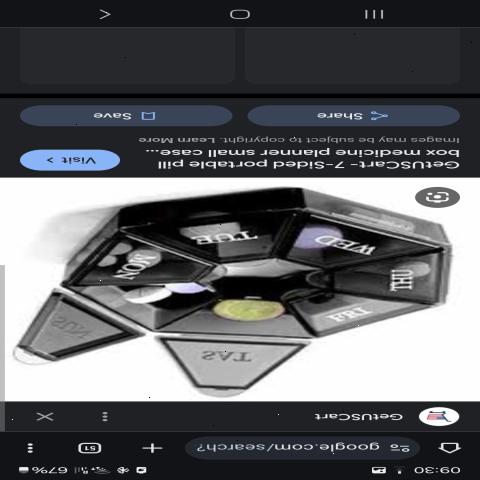 09:30 67%
google.com/search? 51
GetUSCart
SAT
SUN
FRI
THU
MON
WED
TUE
GetUSCart- 7-Sided portable pill
box medicine planner small case...
Visit >
Images may be subject to copyright. Learn More
Share
Save